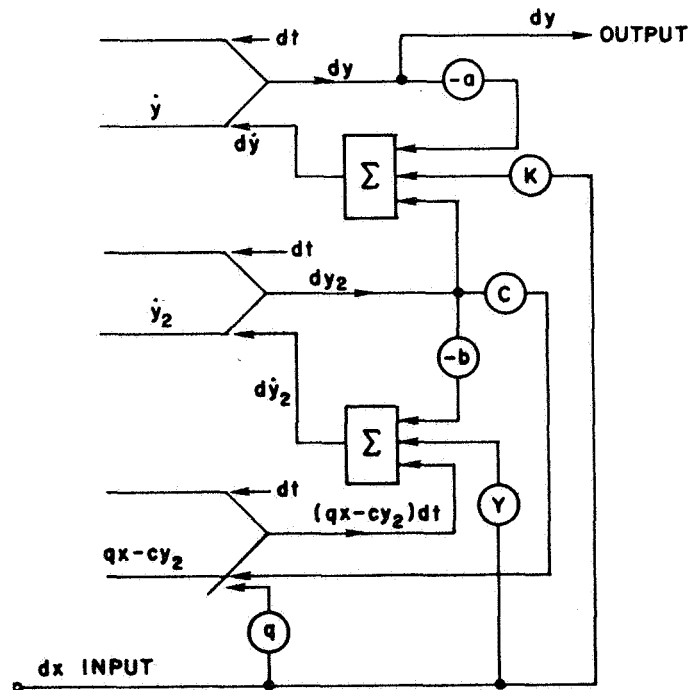 dy
dt
OUTPUT
dy
-a
ẏ
dẏ
Σ
K
dt
dy₂
C
ẏ₂
-b
dẏ₂
Σ
dt
(qx-cy₂)dt
Y
qx-cy₂
q
dx INPUT